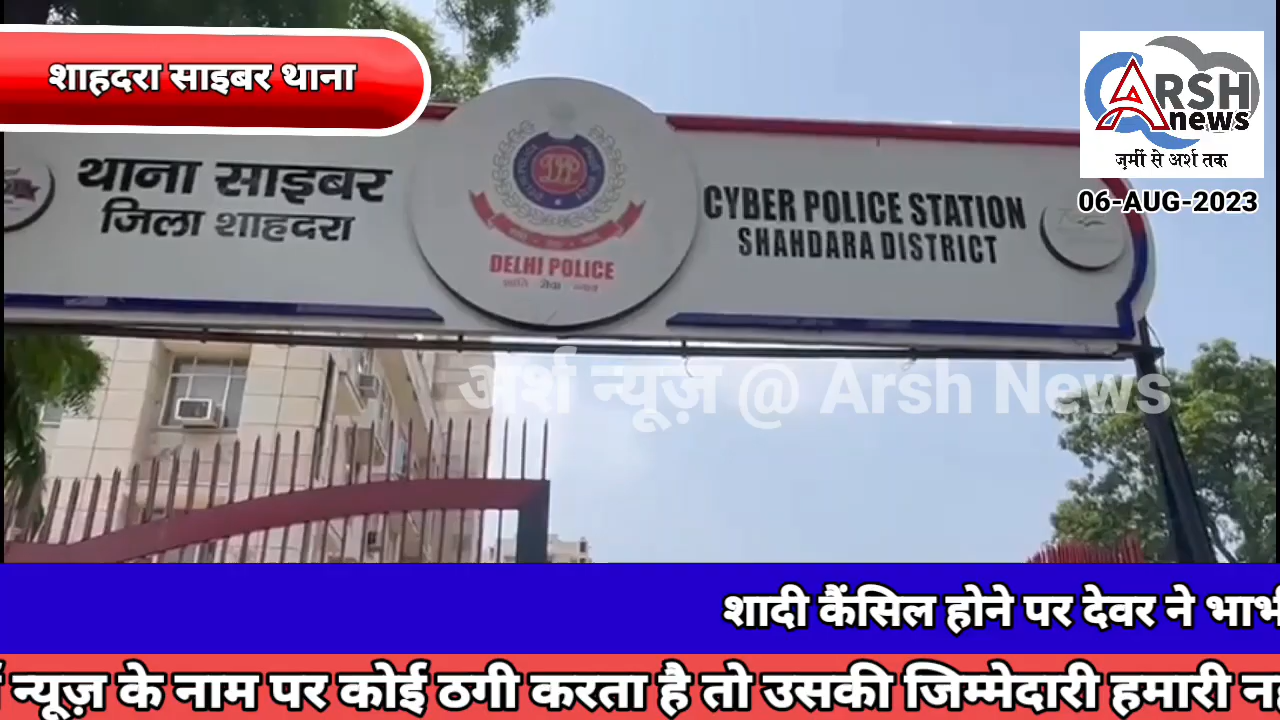 शाहदरा साइबर थाना
ARSH
news
ज़मीं से अर्श तक
06-AUG-2023
थाना साइबर
जिला शाहदरा
DELHI POLICE
शान्ति सेवा न्याय
CYBER POLICE STATION
SHAHDARA DISTRICT
अर्श न्यूज़ @ Arsh News
शादी कैंसिल होने पर देवर ने
न्यूज़ के नाम पर कोई ठगी करता है तो उसकी जिम्मेदारी हमारी